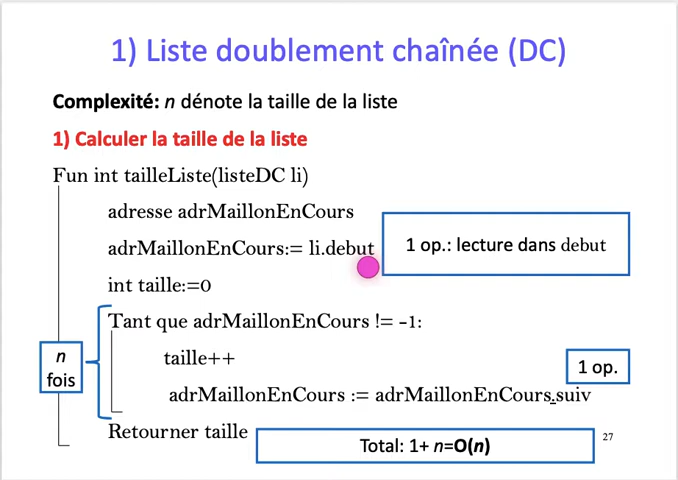 1) Liste doublement chaînée (DC)
Complexité: n dénote la taille de la liste
1) Calculer la taille de la liste
Fun int tailleListe(listeDC li)
adresse adrMaillonEnCours
adrMaillonEnCours:= li.debut
1 op.: lecture dans debut
int taille:=0
Tant que adrMaillonEnCours != -1:
n
fois
taille++
1 op.
adrMaillonEnCours := adrMaillonEnCours.suiv
Retourner taille
Total: 1+ n=O(n)
27